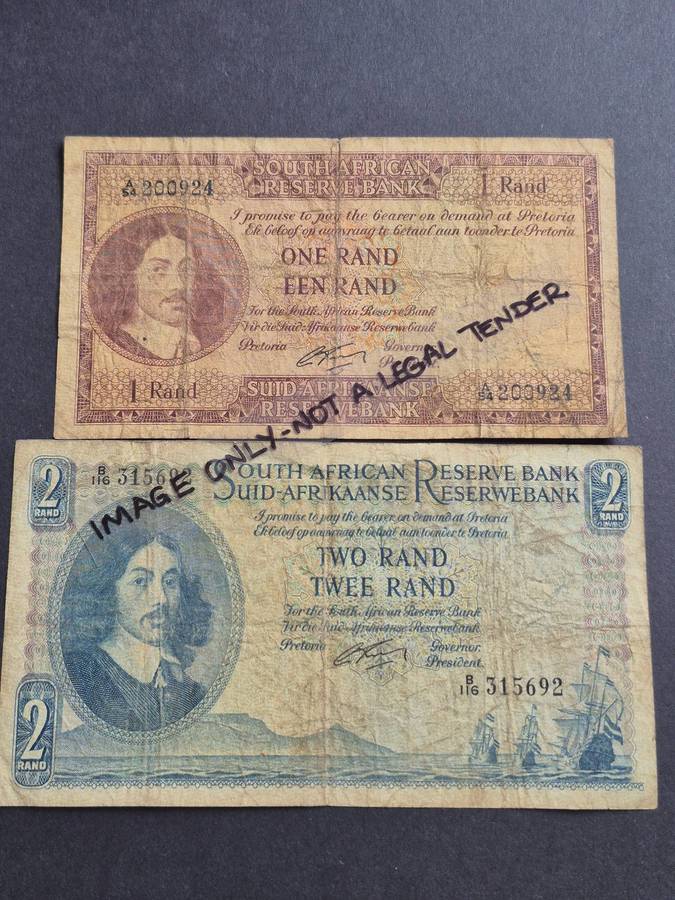 SOUTH AFRICAN
RESERVE BANK
A/54 200924
1 Rand
I promise to pay the bearer on demand at Pretoria
Ek beloof op aanvraag te betaal aan toonder te Pretoria
ONE RAND
EEN RAND
For the South African Reserve Bank
Vir die Suid-Afrikaanse Reserwebank
Pretoria
Governor
1 Rand
SUID-AFRIKAANSE
RESERWEBANK
A/54 200924
IMAGE ONLY-NOT A LEGAL TENDER
2
RAND
B/116 315692
SOUTH AFRICAN RESERVE BANK
SUID-AFRIKAANSE RESERWEBANK
2
RAND
I promise to pay the bearer on demand at Pretoria
Ek beloof op aanvraag te betaal aan toonder te Pretoria
TWO RAND
TWEE RAND
For the South African Reserve Bank
Vir die Suid-Afrikaanse Reserwebank
Pretoria
Governor.
President.
B/116 315692
2
RAND